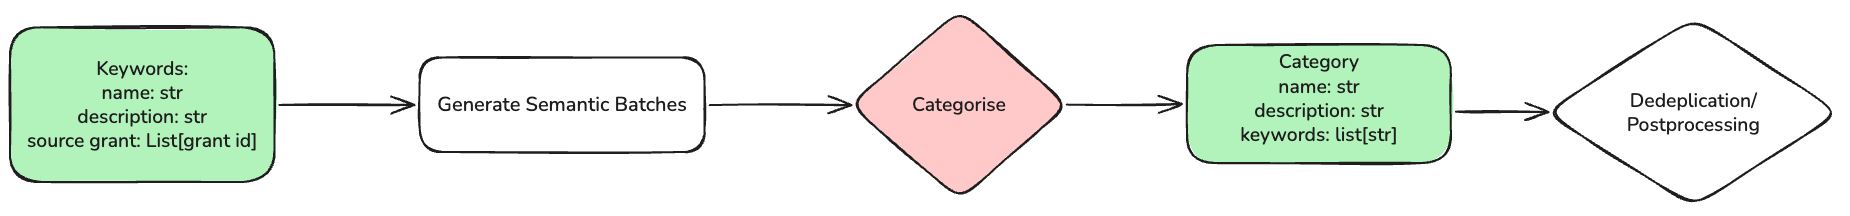 Keywords:
name: str
description: str
source grant: List[grant id]
Generate Semantic Batches
Categorise
Category
name: str
description: str
keywords: list[str]
Dedeplication/
Postprocessing